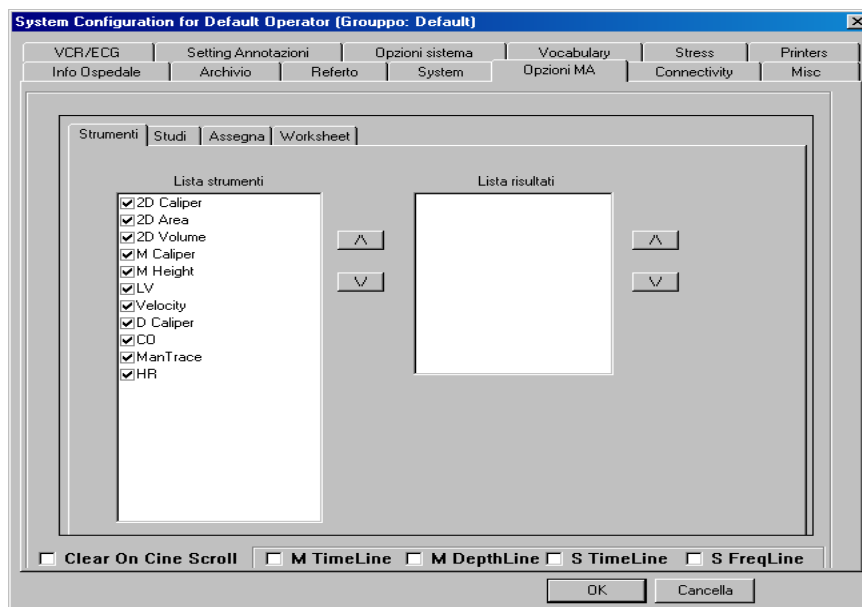 System Configuration for Default Operator (Grouppo: Default)
VCR/ECG Setting Annotazioni Opzioni sistema Vocabulary Stress Printers
Info Ospedale Archivio Referto System Opzioni MA Connectivity Misc
Strumenti Studi Assegna Worksheet
Lista strumenti Lista risultati
2D Caliper
2D Area
2D Volume
M Caliper
M Height
LV
Velocity
D Caliper
CO
ManTrace
HR
/\ /\
\/ \/
Clear On Cine Scroll M TimeLine M DepthLine S TimeLine S FreqLine
OK Cancella